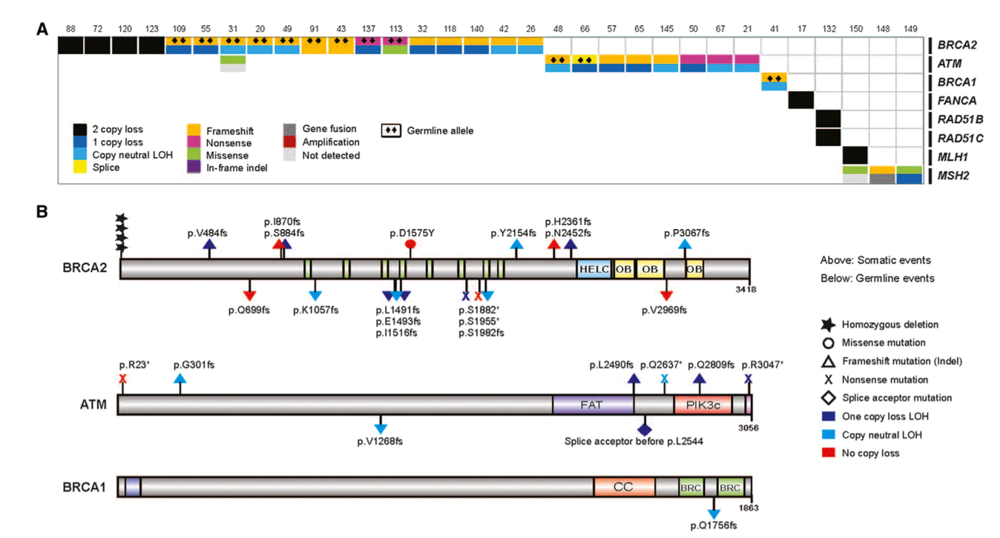 A
88 72 120 123 109 55 31 20 49 91 43 137 113 32 118 140 42 26 48 66 57 65 145 50 67 21 41 17 132 150 148 149
BRCA2
ATM
BRCA1
FANCA
RAD51B
RAD51C
MLH1
MSH2
2 copy loss
1 copy loss
Copy neutral LOH
Splice
Frameshift
Nonsense
Missense
In-frame indel
Gene fusion
Amplification
Not detected
Germline allele
B
p.V484fs
p.I870fs
p.S884fs
p.D1575Y
p.Y2154fs
p.H2361fs
p.N2452fs
p.P3067fs
BRCA2
HELC
OB
OB
OB
3418
p.Q699fs
p.K1057fs
p.L1491fs
p.E1493fs
p.I1516fs
p.S1882*
p.S1955*
p.S1982fs
p.V2969fs
p.R23*
p.G301fs
p.L2490fs
p.Q2637*
p.Q2809fs
p.R3047*
ATM
FAT
PIK3c
3056
p.V1268fs
Splice acceptor before p.L2544
BRCA1
CC
BRC
BRC
1863
p.Q1756fs
Above: Somatic events
Below: Germline events
Homozygous deletion
Missense mutation
Frameshift mutation (Indel)
X Nonsense mutation
Splice acceptor mutation
One copy loss LOH
Copy neutral LOH
No copy loss